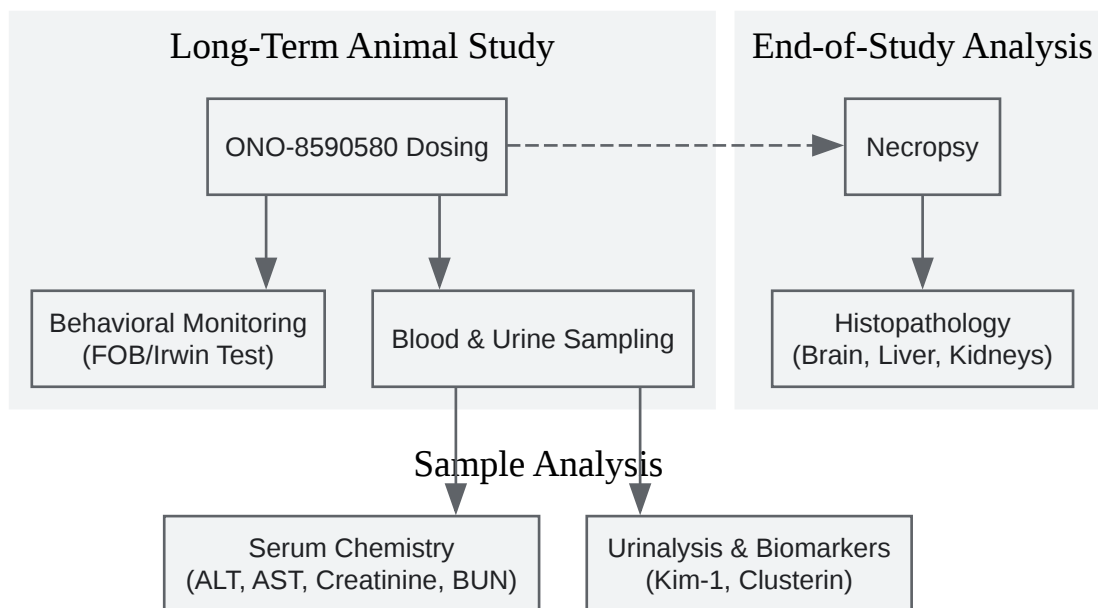 Long-Term Animal Study
End-of-Study Analysis
ONO-8590580 Dosing
Necropsy
Behavioral Monitoring
(FOB/Irwin Test)
Blood & Urine Sampling
Histopathology
(Brain, Liver, Kidneys)
Sample Analysis
Serum Chemistry
(ALT, AST, Creatinine, BUN)
Urinalysis & Biomarkers
(Kim-1, Clusterin)